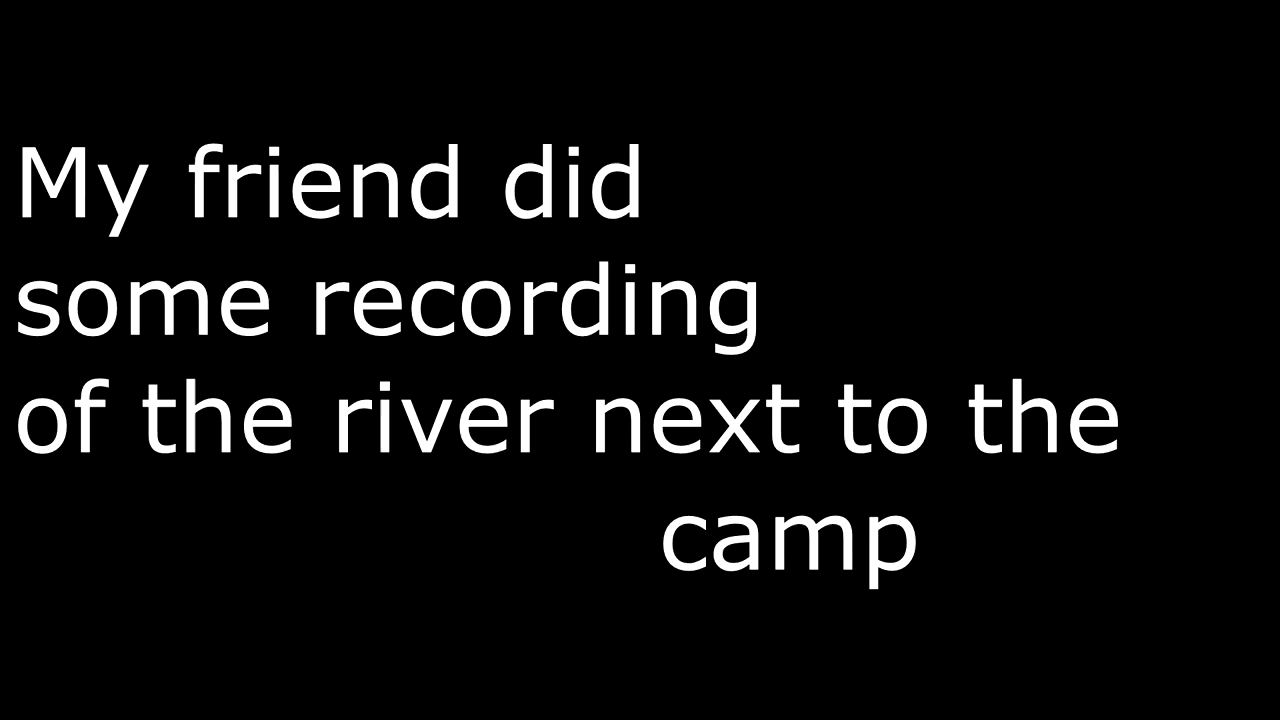 My friend did
some recording
of the river next to the
camp